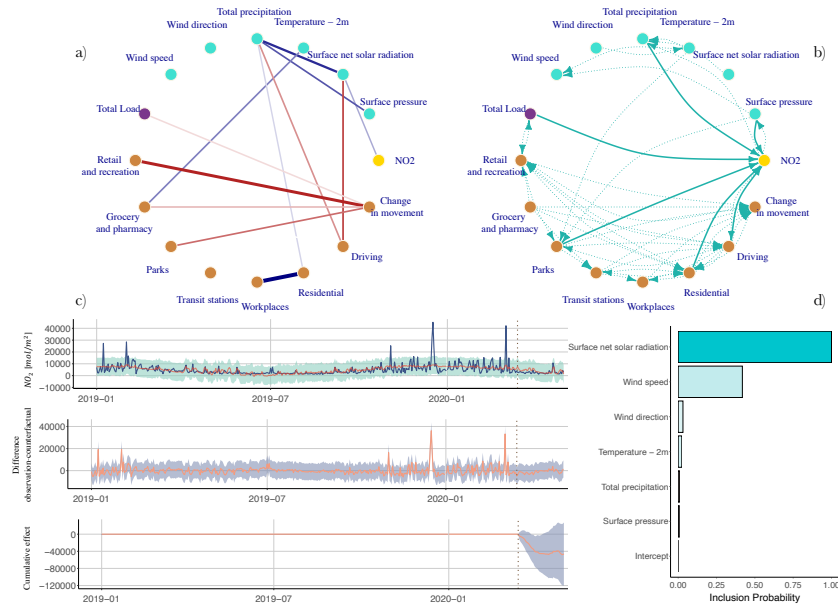 a)
Total precipitation
Wind direction
Temperature – 2m
Wind speed
Surface net solar radiation
Total Load
Surface pressure
Retail
and recreation
NO2
Grocery
and pharmacy
Change
in movement
Parks
Driving
Transit stations
Residential
Workplaces
b)
Total precipitation
Wind direction
Temperature – 2m
Wind speed
Surface net solar radiation
Total Load
Surface pressure
Retail
and recreation
NO2
Grocery
and pharmacy
Change
in movement
Parks
Driving
Transit stations
Residential
Workplaces
c)
NO2 [mol/m2]
40000
30000
20000
10000
0
−10000
2019−01
2019−07
2020−01
Difference
observation-counterfactual
40000
20000
0
2019−01
2019−07
2020−01
Cumulative effect
0
−40000
−80000
−120000
2019−01
2019−07
2020−01
d)
Surface net solar radiation
Wind speed
Wind direction
Temperature − 2m
Total precipitation
Surface pressure
Intercept
0.00
0.25
0.50
0.75
1.00
Inclusion Probability